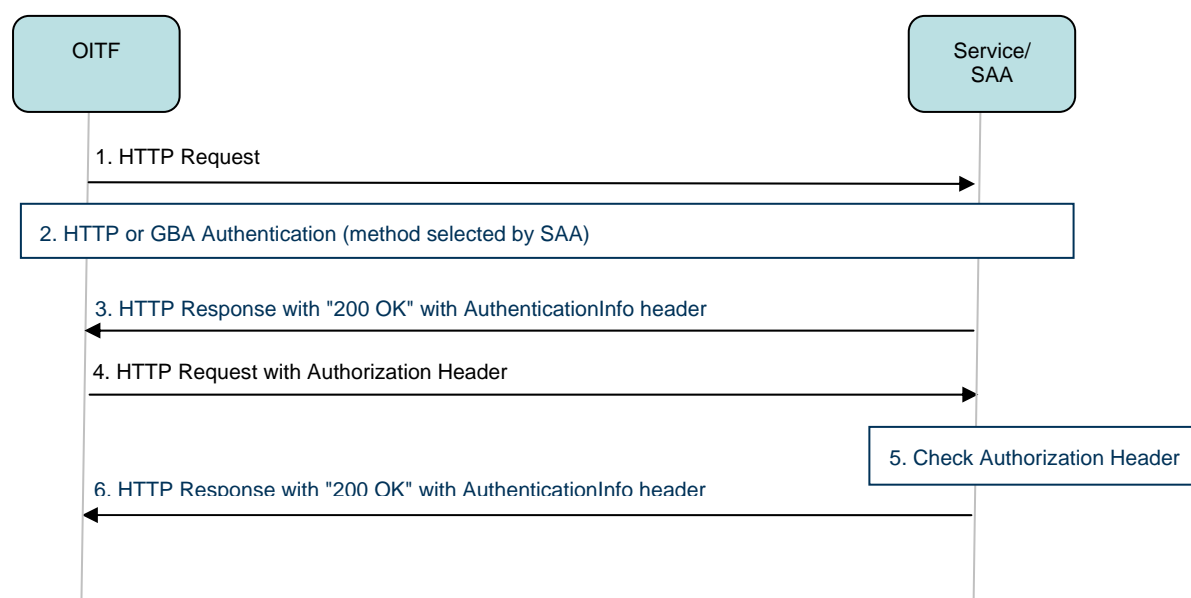 OITF
Service/
SAA
1. HTTP Request
2. HTTP or GBA Authentication (method selected by SAA)
3. HTTP Response with "200 OK" with AuthenticationInfo header
4. HTTP Request with Authorization Header
5. Check Authorization Header
6. HTTP Response with "200 OK" with AuthenticationInfo header